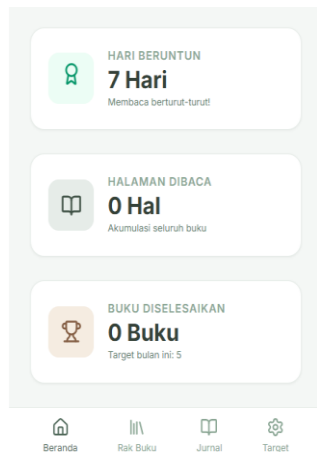 HARI BERUNTUN
7 Hari
Membaca berturut-turut!
HALAMAN DIBACA
0 Hal
Akumulasi seluruh buku
BUKU DISELESAIKAN
0 Buku
Target bulan ini: 5
Beranda
Rak Buku
Jurnal
Target